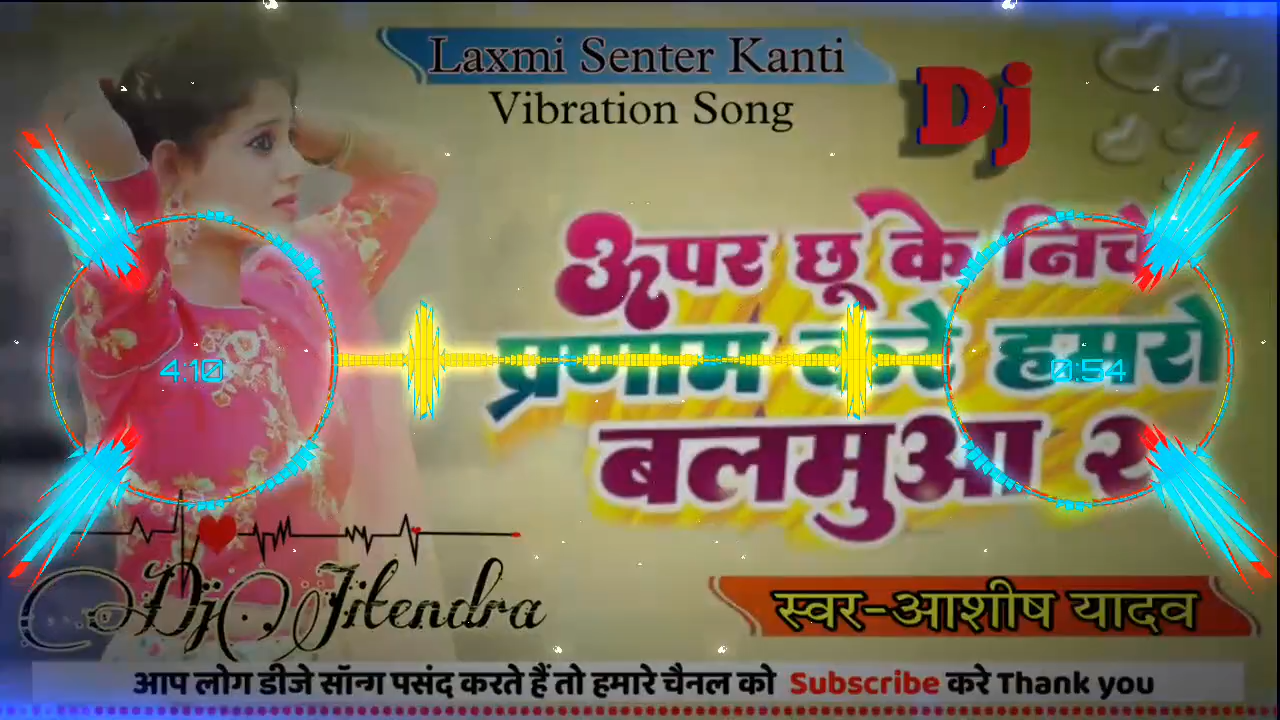 Laxmi Senter Kanti
Vibration Song
Dj
ऊपर छू के निचे
प्रणाम करे हमरो
बलमुआ रे
4:10
0:54
Dj Jitendra
स्वर-आशीष यादव
आप लोग डीजे सॉन्ग पसंद करते हैं तो हमारे चैनल को Subscribe करे Thank you